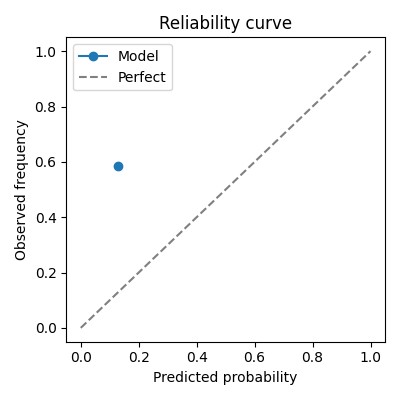 Reliability curve
Model
Perfect
Observed frequency
1.0
0.8
0.6
0.4
0.2
0.0
0.0 0.2 0.4 0.6 0.8 1.0
Predicted probability